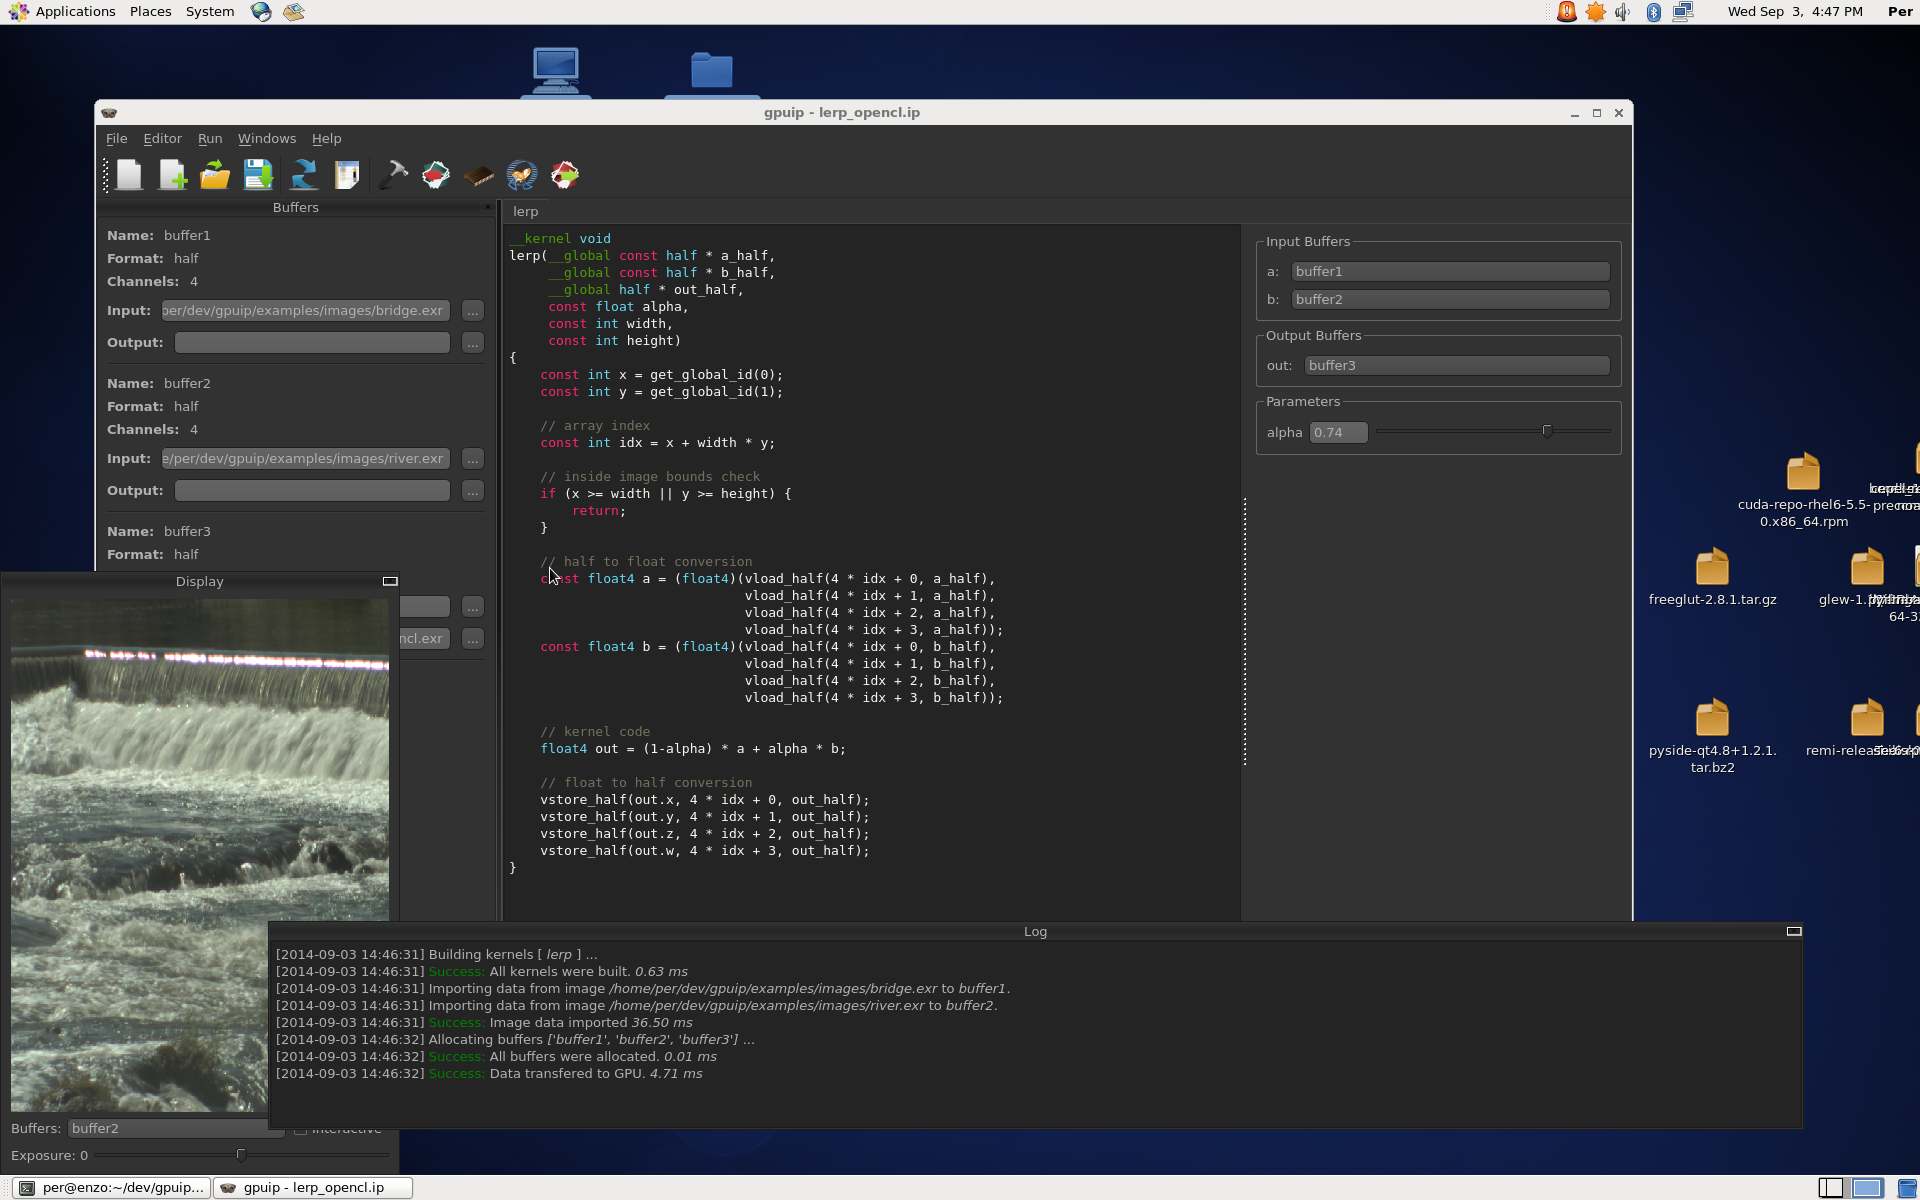 Applications Places System
Wed Sep 3, 4:47 PM Per
gpuip - lerp_opencl.ip
File Editor Run Windows Help
Buffers
Name: buffer1
Format: half
Channels: 4
Input: per/dev/gpuip/examples/images/bridge.exr ...
Output: ...
Name: buffer2
Format: half
Channels: 4
Input: e/per/dev/gpuip/examples/images/river.exr ...
Output: ...
Name: buffer3
Format: half
...
ncl.exr ...
lerp
__kernel void
lerp(__global const half * a_half,
__global const half * b_half,
__global half * out_half,
const float alpha,
const int width,
const int height)
{
const int x = get_global_id(0);
const int y = get_global_id(1);
// array index
const int idx = x + width * y;
// inside image bounds check
if (x >= width || y >= height) {
return;
}
// half to float conversion
const float4 a = (float4)(vload_half(4 * idx + 0, a_half),
vload_half(4 * idx + 1, a_half),
vload_half(4 * idx + 2, a_half),
vload_half(4 * idx + 3, a_half));
const float4 b = (float4)(vload_half(4 * idx + 0, b_half),
vload_half(4 * idx + 1, b_half),
vload_half(4 * idx + 2, b_half),
vload_half(4 * idx + 3, b_half));
// kernel code
float4 out = (1-alpha) * a + alpha * b;
// float to half conversion
vstore_half(out.x, 4 * idx + 0, out_half);
vstore_half(out.y, 4 * idx + 1, out_half);
vstore_half(out.z, 4 * idx + 2, out_half);
vstore_half(out.w, 4 * idx + 3, out_half);
}
Input Buffers
a: buffer1
b: buffer2
Output Buffers
out: buffer3
Parameters
alpha 0.74
cuda-repo-rhel6-5.5-
0.x86_64.rpm
freeglut-2.8.1.tar.gz
glew-1.
64-3
pyside-qt4.8+1.2.1.
tar.bz2
Display
Buffers: buffer2 Interactive
Exposure: 0
Log
[2014-09-03 14:46:31] Building kernels [ lerp ] ...
[2014-09-03 14:46:31] Success: All kernels were built. 0.63 ms
[2014-09-03 14:46:31] Importing data from image /home/per/dev/gpuip/examples/images/bridge.exr to buffer1.
[2014-09-03 14:46:31] Importing data from image /home/per/dev/gpuip/examples/images/river.exr to buffer2.
[2014-09-03 14:46:31] Success: Image data imported 36.50 ms
[2014-09-03 14:46:32] Allocating buffers ['buffer1', 'buffer2', 'buffer3'] ...
[2014-09-03 14:46:32] Success: All buffers were allocated. 0.01 ms
[2014-09-03 14:46:32] Success: Data transfered to GPU. 4.71 ms
per@enzo:~/dev/gpuip... gpuip - lerp_opencl.ip